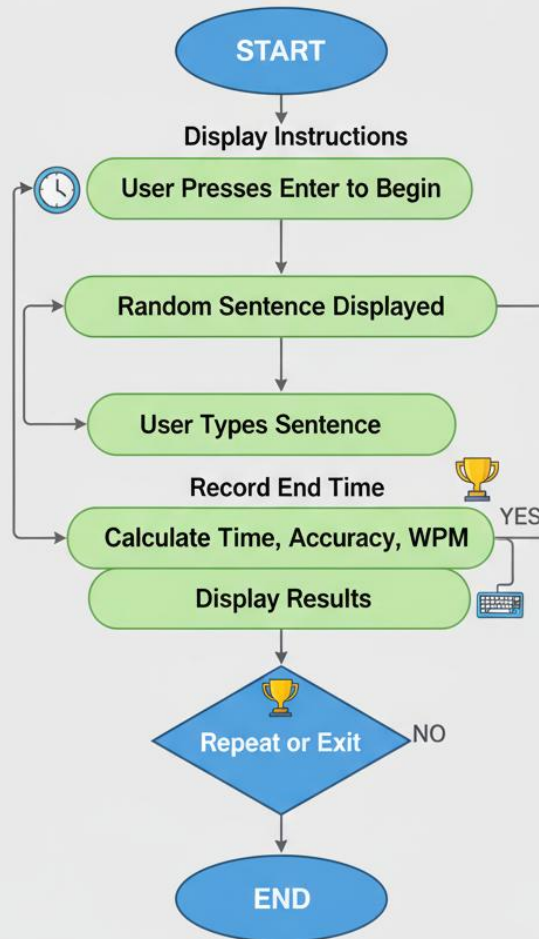 START
Display Instructions
User Presses Enter to Begin
Random Sentence Displayed
User Types Sentence
Record End Time
YES
Calculate Time, Accuracy, WPM
Display Results
Repeat or Exit
NO
END